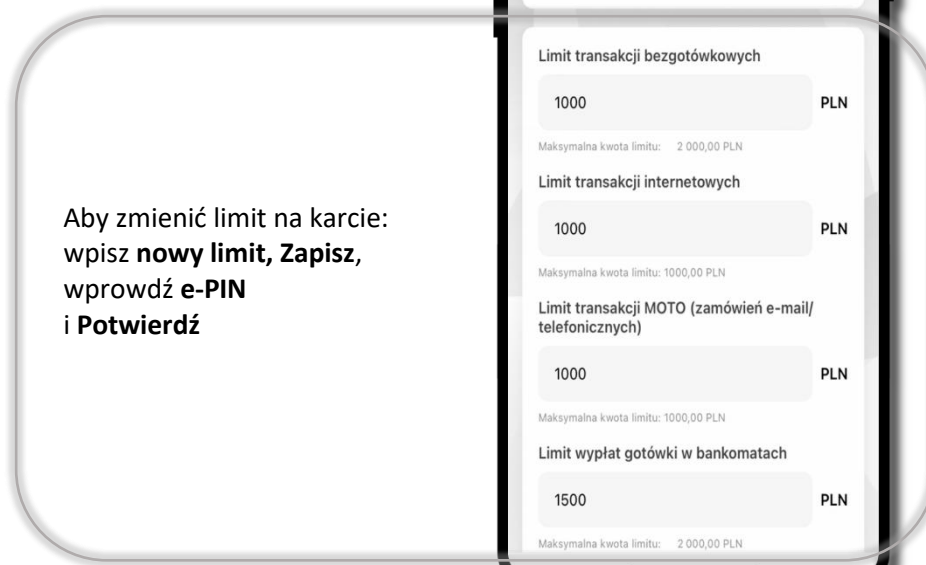 Aby zmienić limit na karcie:
wpisz nowy limit, Zapisz,
wprowdź e-PIN
i Potwierdź
Limit transakcji bezgotówkowych
1000 PLN
Maksymalna kwota limitu: 2 000,00 PLN
Limit transakcji internetowych
1000 PLN
Maksymalna kwota limitu: 1000,00 PLN
Limit transakcji MOTO (zamówień e-mail/
telefonicznych)
1000 PLN
Maksymalna kwota limitu: 1000,00 PLN
Limit wypłat gotówki w bankomatach
1500 PLN
Maksymalna kwota limitu: 2 000,00 PLN